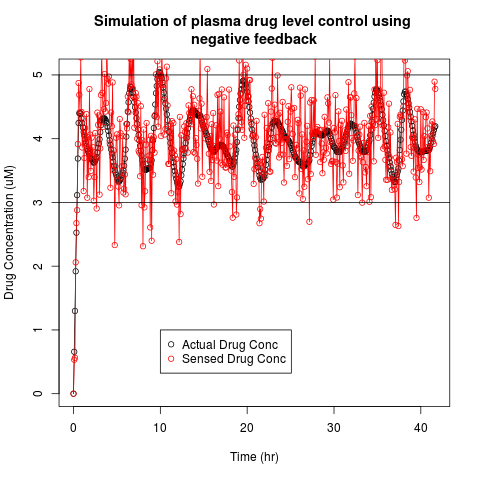 Simulation of plasma drug level control using
negative feedback
Drug Concentration (uM)
5
4
3
2
1
0
Actual Drug Conc
Sensed Drug Conc
0 10 20 30 40
Time (hr)